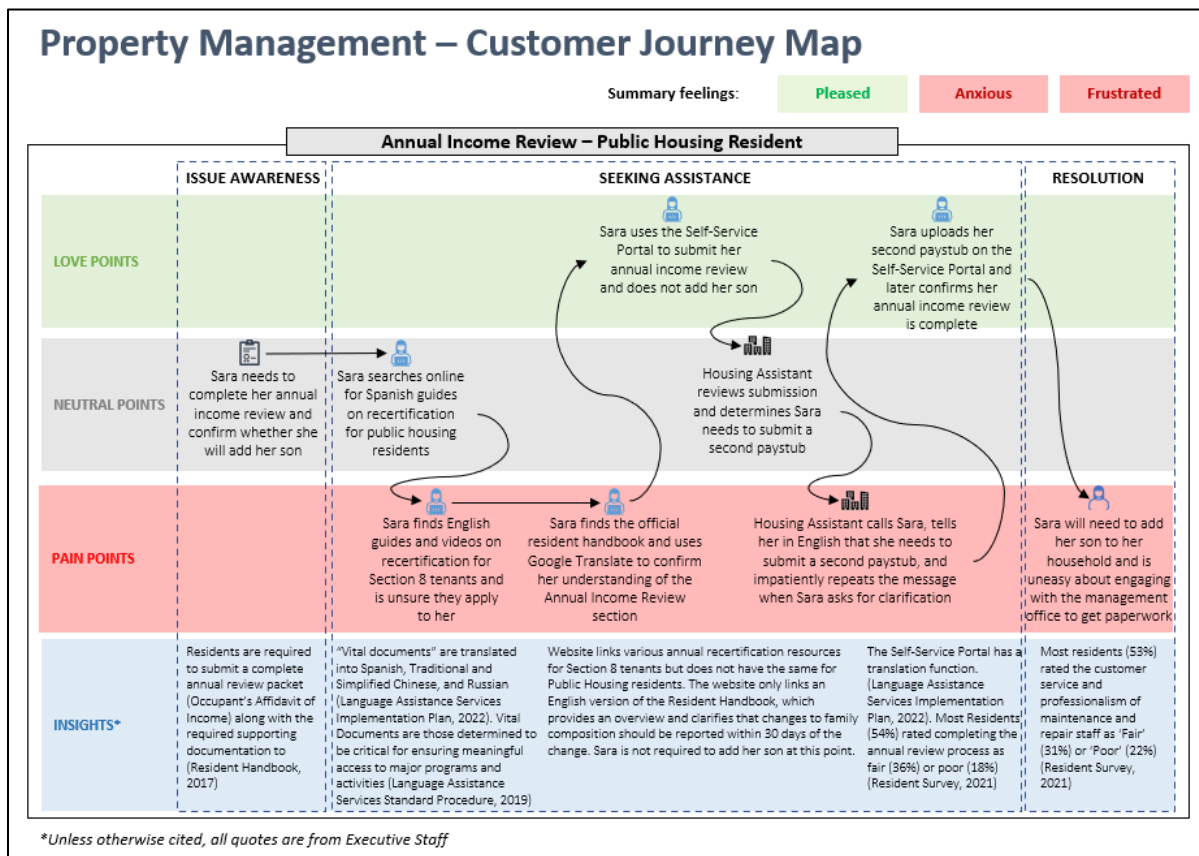 Property Management – Customer Journey Map
Summary feelings:
Pleased
Anxious
Frustrated
Annual Income Review – Public Housing Resident
ISSUE AWARENESS
SEEKING ASSISTANCE
RESOLUTION
LOVE POINTS
Sara uses the Self-Service
Portal to submit her
annual income review
and does not add her son
Sara uploads her
second paystub on the
Self-Service Portal and
later confirms her
annual income review
is complete
NEUTRAL POINTS
Sara needs to
complete her annual
income review and
confirm whether she
will add her son
Sara searches online
for Spanish guides
on recertification
for public housing
residents
Housing Assistant
reviews submission
and determines Sara
needs to submit a
second paystub
PAIN POINTS
Sara finds English
guides and videos on
recertification for
Section 8 tenants and
is unsure they apply
to her
Sara finds the official
resident handbook and uses
Google Translate to confirm
her understanding of the
Annual Income Review
section
Housing Assistant calls Sara, tells
her in English that she needs to
submit a second paystub, and
impatiently repeats the message
when Sara asks for clarification
Sara will need to add
her son to her
household and is
uneasy about engaging
with the management
office to get paperwork
INSIGHTS*
Residents are required
to submit a complete
annual review packet
(Occupant's Affidavit of
Income) along with the
required supporting
documentation to
(Resident Handbook,
2017)
"Vital documents" are translated
into Spanish, Traditional and
Simplified Chinese, and Russian
(Language Assistance Services
Implementation Plan, 2022). Vital
Documents are those determined to
be critical for ensuring meaningful
access to major programs and
activities (Language Assistance
Services Standard Procedure, 2019)
Website links various annual recertification resources
for Section 8 tenants but does not have the same for
Public Housing residents. The website only links an
English version of the Resident Handbook, which
provides an overview and clarifies that changes to family
composition should be reported within 30 days of the
change. Sara is not required to add her son at this point.
The Self-Service Portal has a
translation function.
(Language Assistance
Services Implementation
Plan, 2022). Most Residents
(54%) rated completing the
annual review process as
fair (36%) or poor (18%)
(Resident Survey, 2021)
Most residents (53%)
rated the customer
service and
professionalism of
maintenance and
repair staff as 'Fair'
(31%) or 'Poor' (22%)
(Resident Survey,
2021)
*Unless otherwise cited, all quotes are from Executive Staff